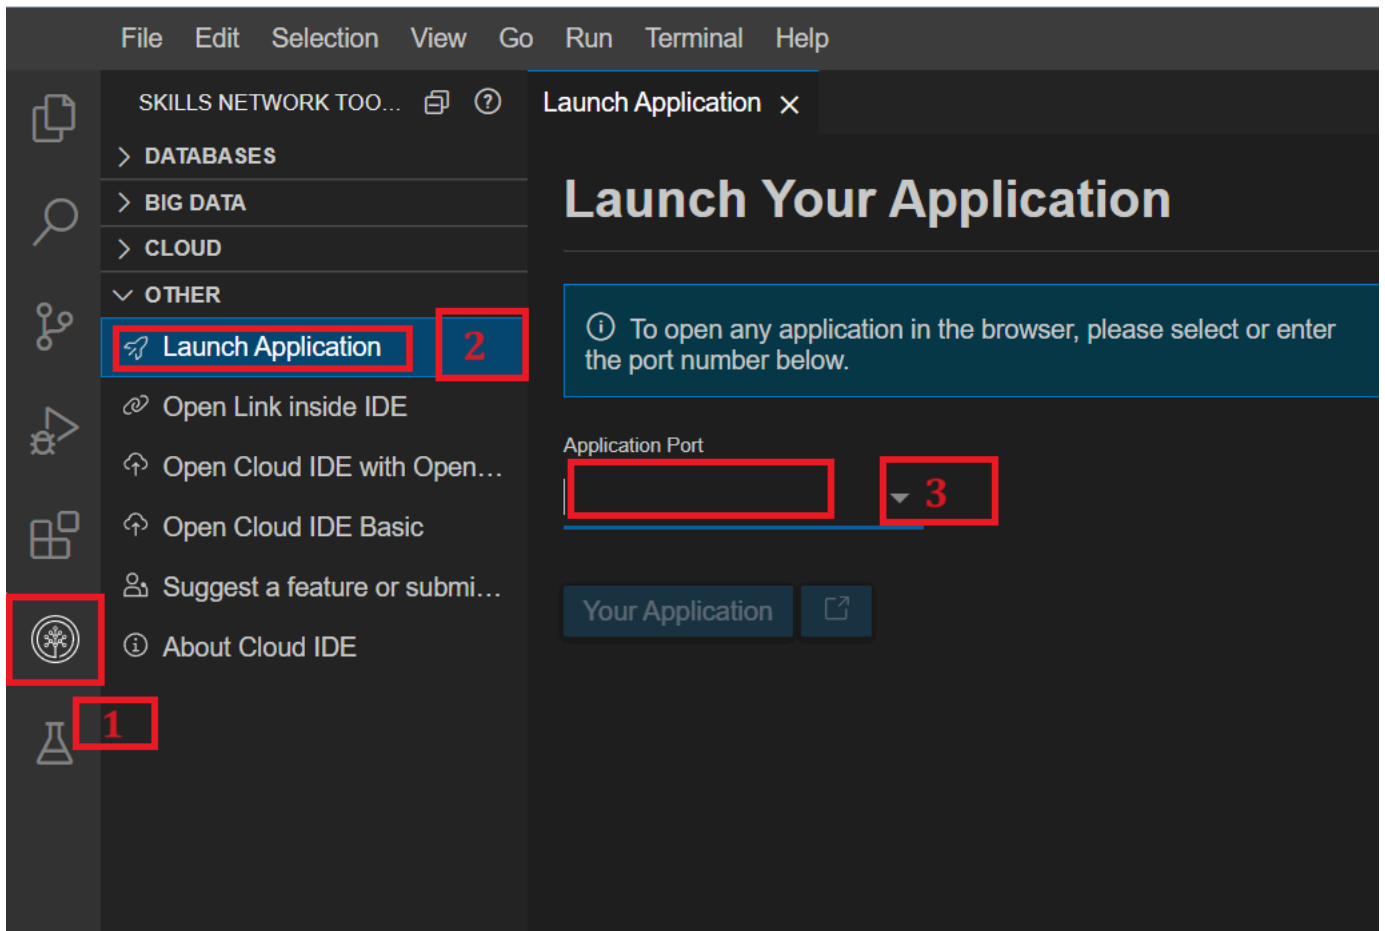 File Edit Selection View Go Run Terminal Help
SKILLS NETWORK TOO...
Launch Application
DATABASES
BIG DATA
CLOUD
OTHER
Launch Application
2
Open Link inside IDE
Open Cloud IDE with Open...
Open Cloud IDE Basic
Suggest a feature or submi...
About Cloud IDE
1
Launch Your Application
To open any application in the browser, please select or enter
the port number below.
Application Port
3
Your Application